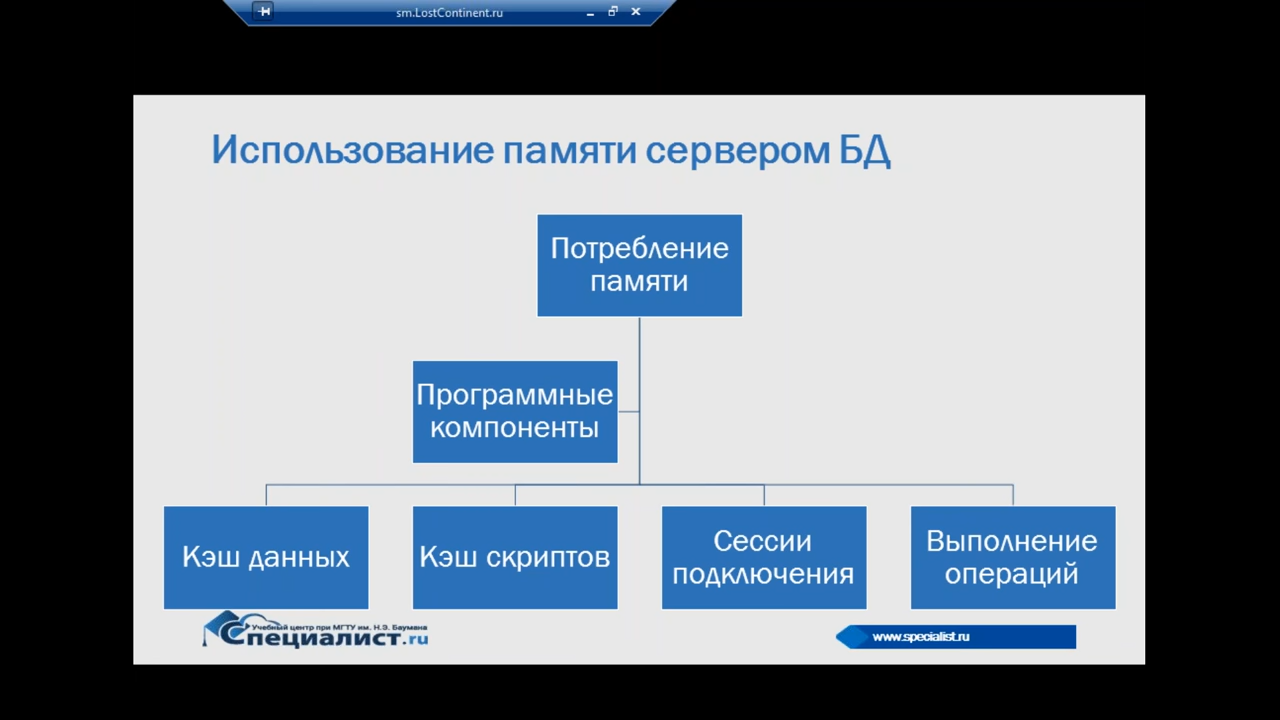 sm.LostContinent.ru
Использование памяти сервером БД
Потребление
памяти
Программные
компоненты
Кэш данных
Кэш скриптов
Сессии
подключения
Выполнение
операций
Учебный центр при МГТУ им. Н.Э. Баумана
Специалист.ru
www.specialist.ru